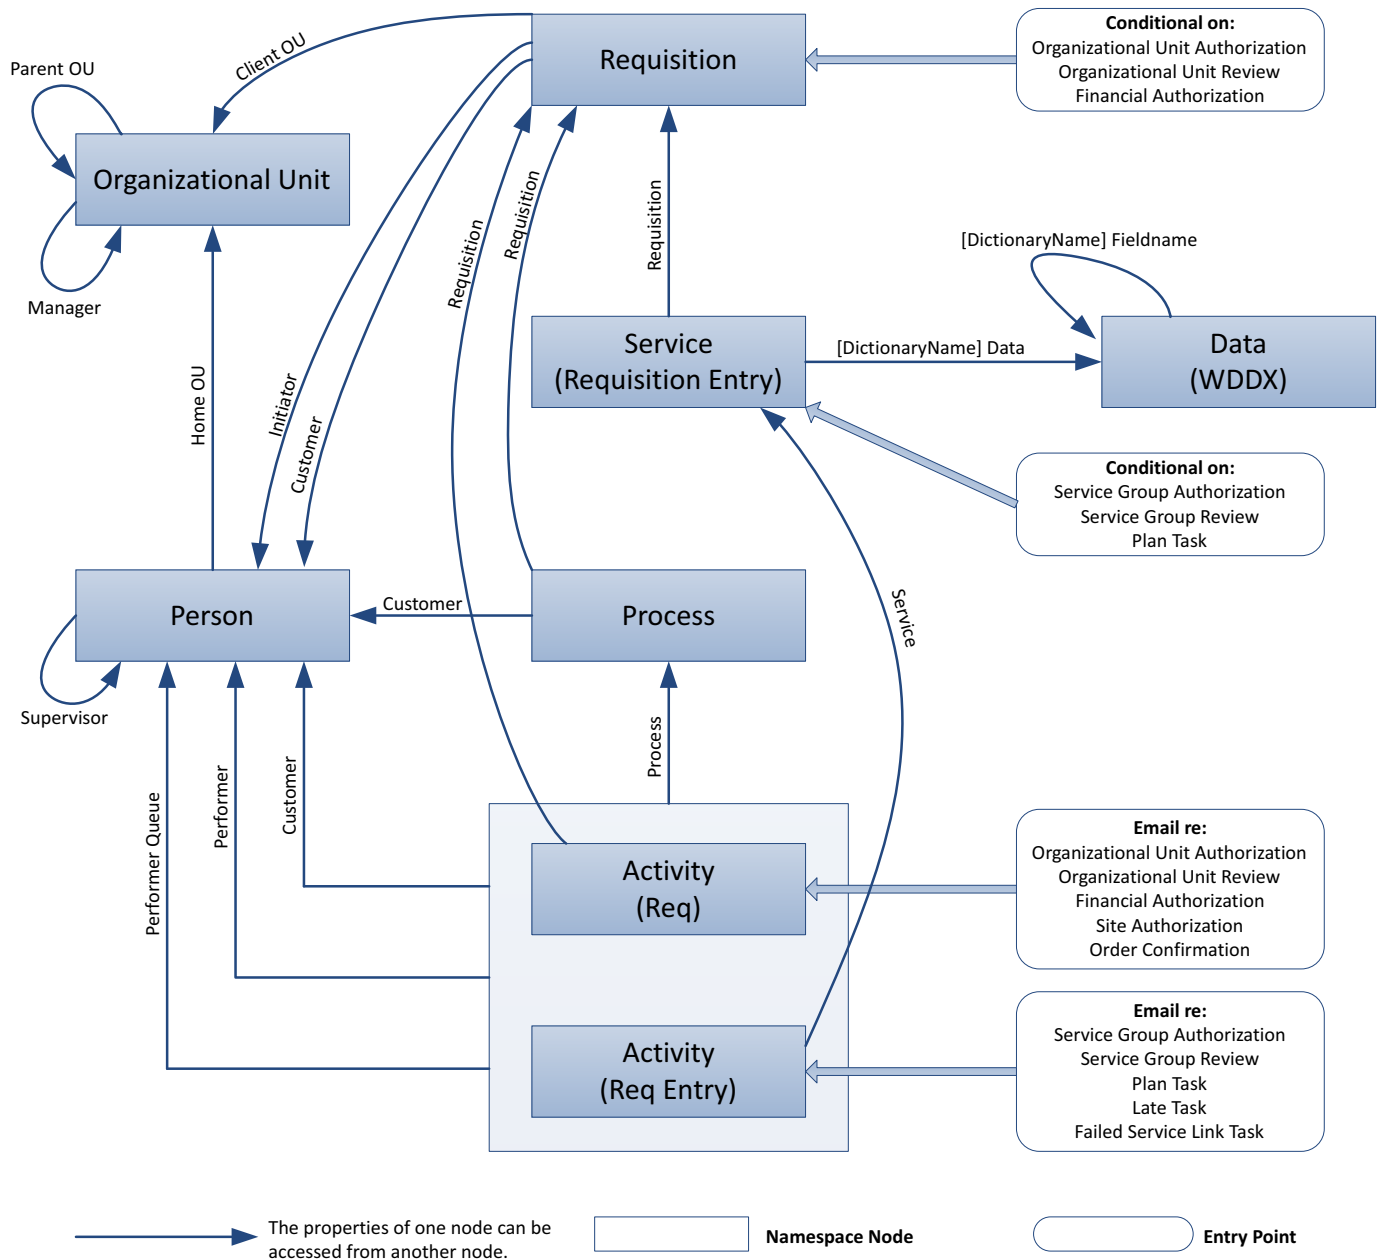 Conditional on:
Organizational Unit Authorization
Organizational Unit Review
Financial Authorization
Requisition
Client OU
Parent OU
Organizational Unit
Manager
Requisition
Requisition
Requisition
[DictionaryName] Fieldname
Service
(Requisition Entry)
[DictionaryName] Data
Data
(WDDX)
Home OU
Initiator
Customer
Conditional on:
Service Group Authorization
Service Group Review
Plan Task
Person
Customer
Process
Service
Supervisor
Process
Performer Queue
Performer
Customer
Activity
(Req)
Email re:
Organizational Unit Authorization
Organizational Unit Review
Financial Authorization
Site Authorization
Order Confirmation
Activity
(Req Entry)
Email re:
Service Group Authorization
Service Group Review
Plan Task
Late Task
Failed Service Link Task
The properties of one node can be
accessed from another node.
Namespace Node
Entry Point